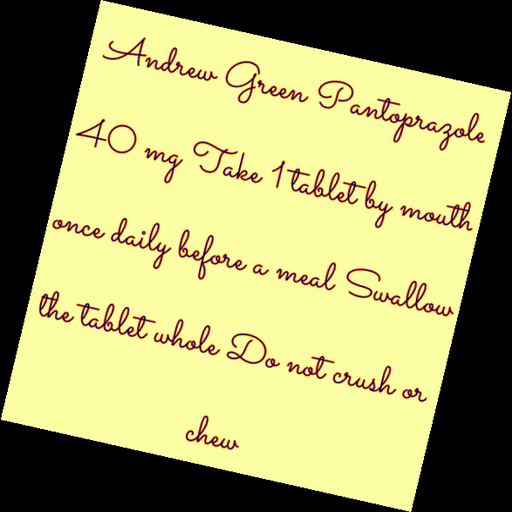 Andrew Green Pantoprazole
40 mg Take 1 tablet by mouth
once daily before a meal Swallow
the tablet whole Do not crush or
chew